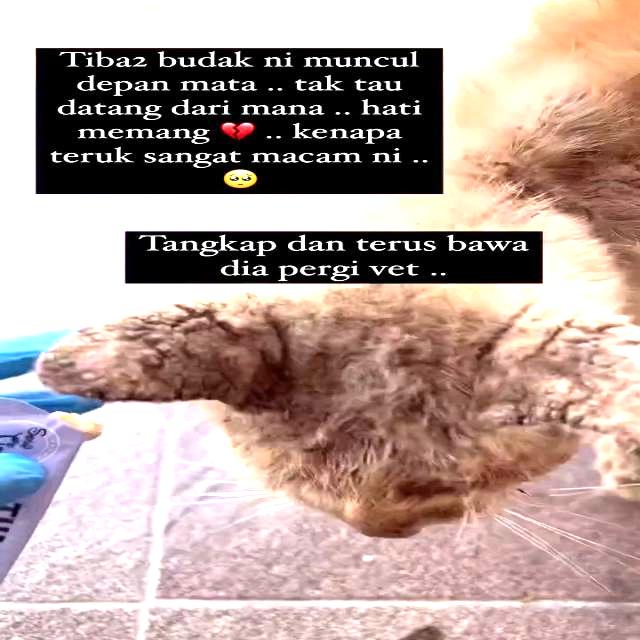 Tiba2 budak ni muncul
depan mata .. tak tau
datang dari mana .. hati
memang 💔 .. kenapa
teruk sangat macam ni ..
🥺
Tangkap dan terus bawa
dia pergi vet ..